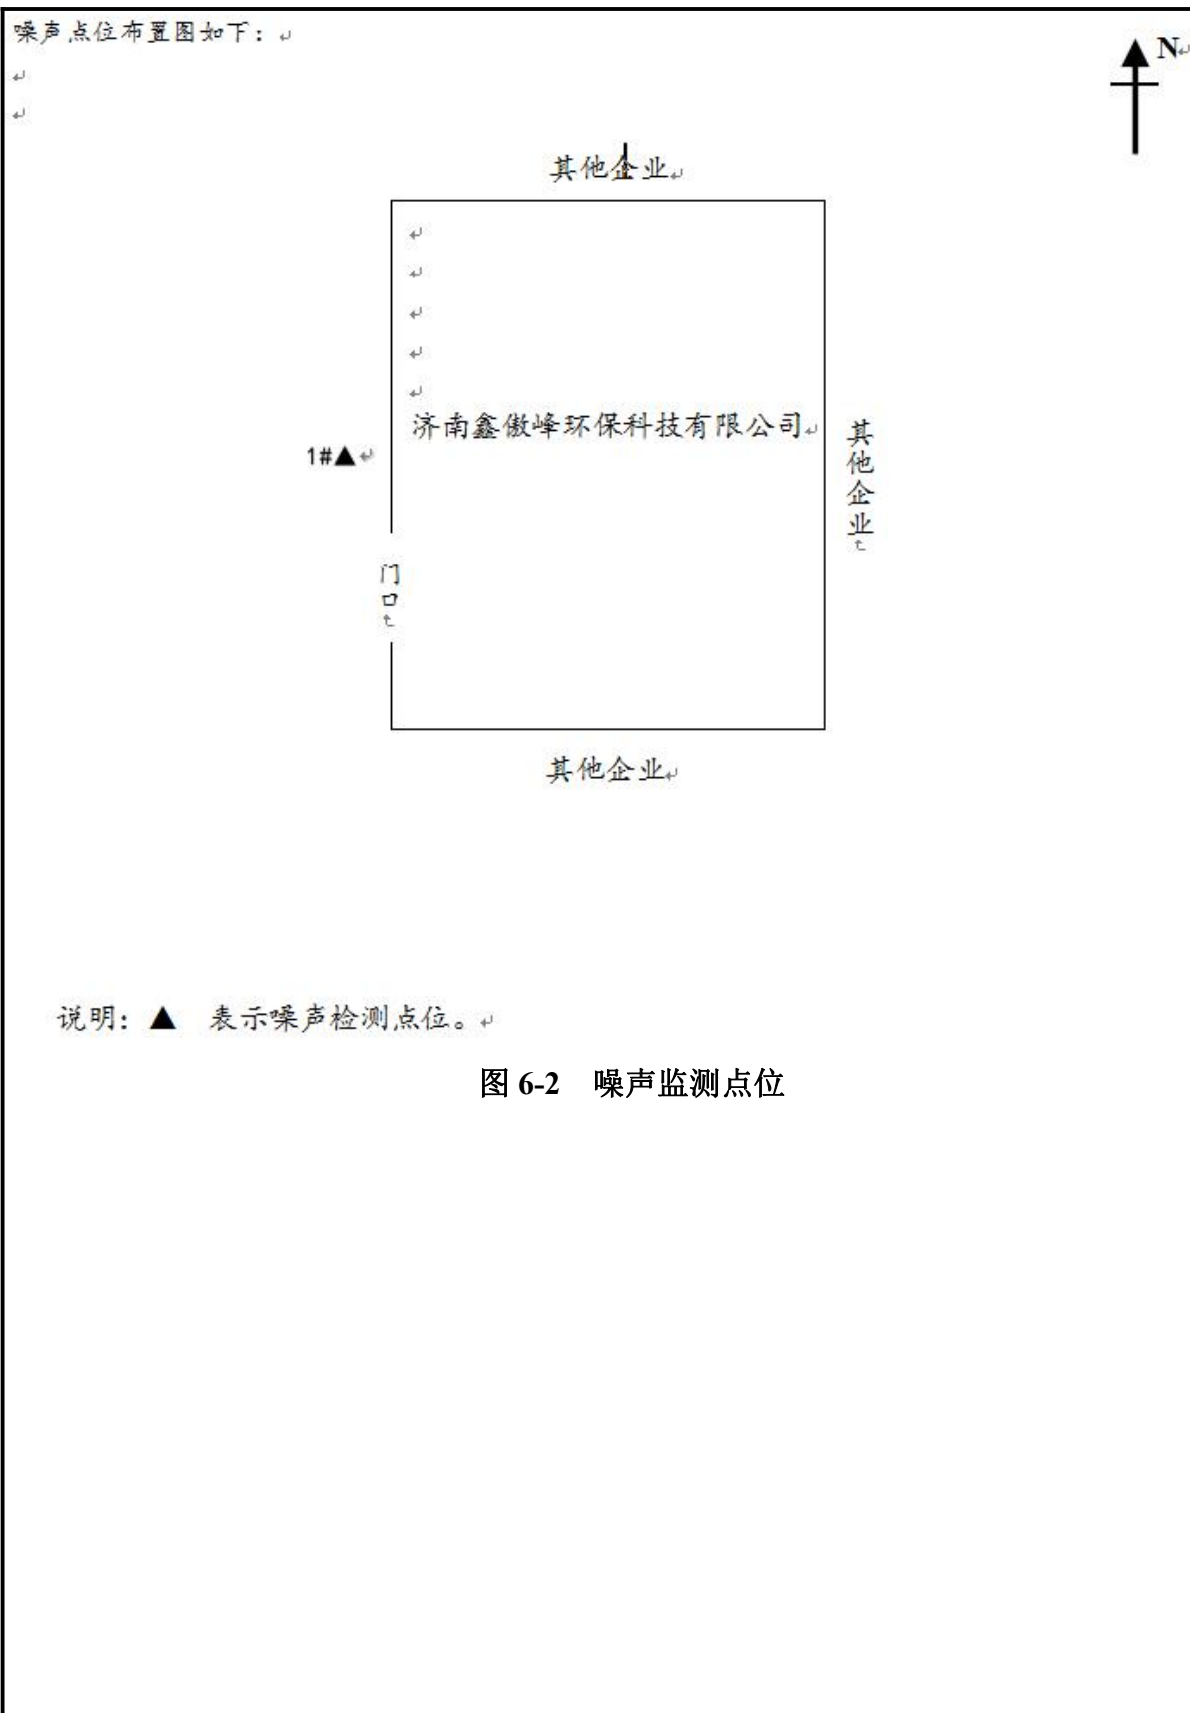 噪声点位布置图如下：
N
其他企业
济南鑫傲峰环保科技有限公司
1#▲
其他企业
门口
其他企业
说明：▲ 表示噪声检测点位。
图 6-2 噪声监测点位